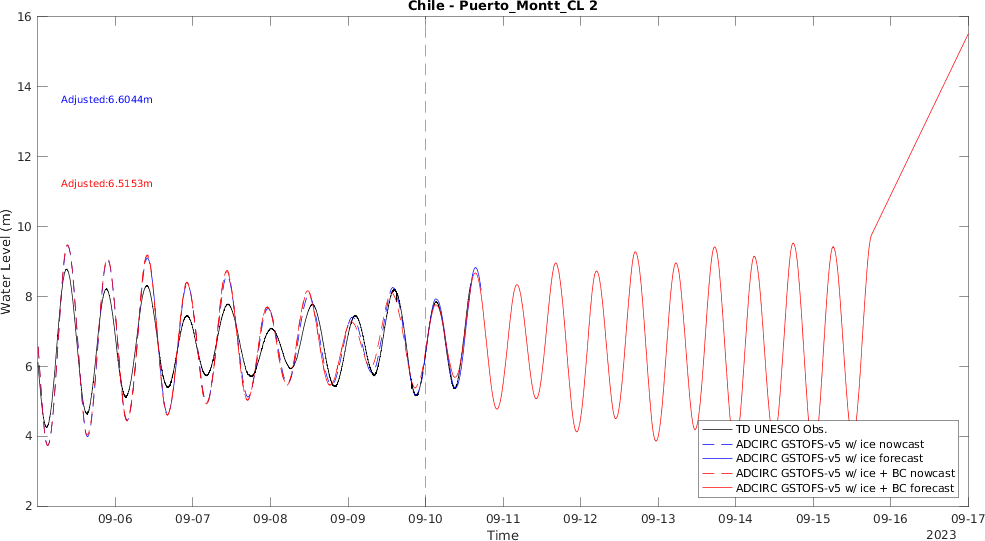 Chile - Puerto_Montt_CL 2
Water Level (m)
16
14
12
10
8
6
4
2
Adjusted:6.6044m
Adjusted:6.5153m
TD UNESCO Obs.
ADCIRC GSTOFS-v5 w/ ice nowcast
ADCIRC GSTOFS-v5 w/ ice forecast
ADCIRC GSTOFS-v5 w/ ice + BC nowcast
ADCIRC GSTOFS-v5 w/ ice + BC forecast
09-06 09-07 09-08 09-09 09-10 09-11 09-12 09-13 09-14 09-15 09-16 09-17
Time
2023